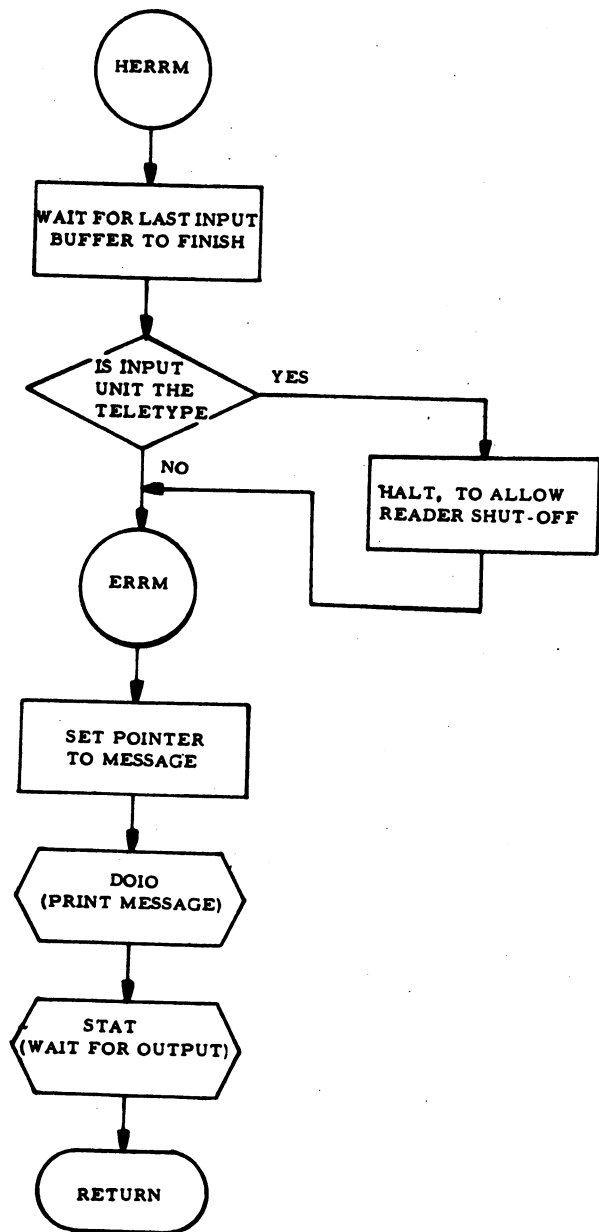 HERRM
WAIT FOR LAST INPUT
BUFFER TO FINISH
IS INPUT
UNIT THE
TELETYPE
YES
NO
HALT, TO ALLOW
READER SHUT-OFF
ERRM
SET POINTER
TO MESSAGE
DOIO
(PRINT MESSAGE)
STAT
(WAIT FOR OUTPUT)
RETURN